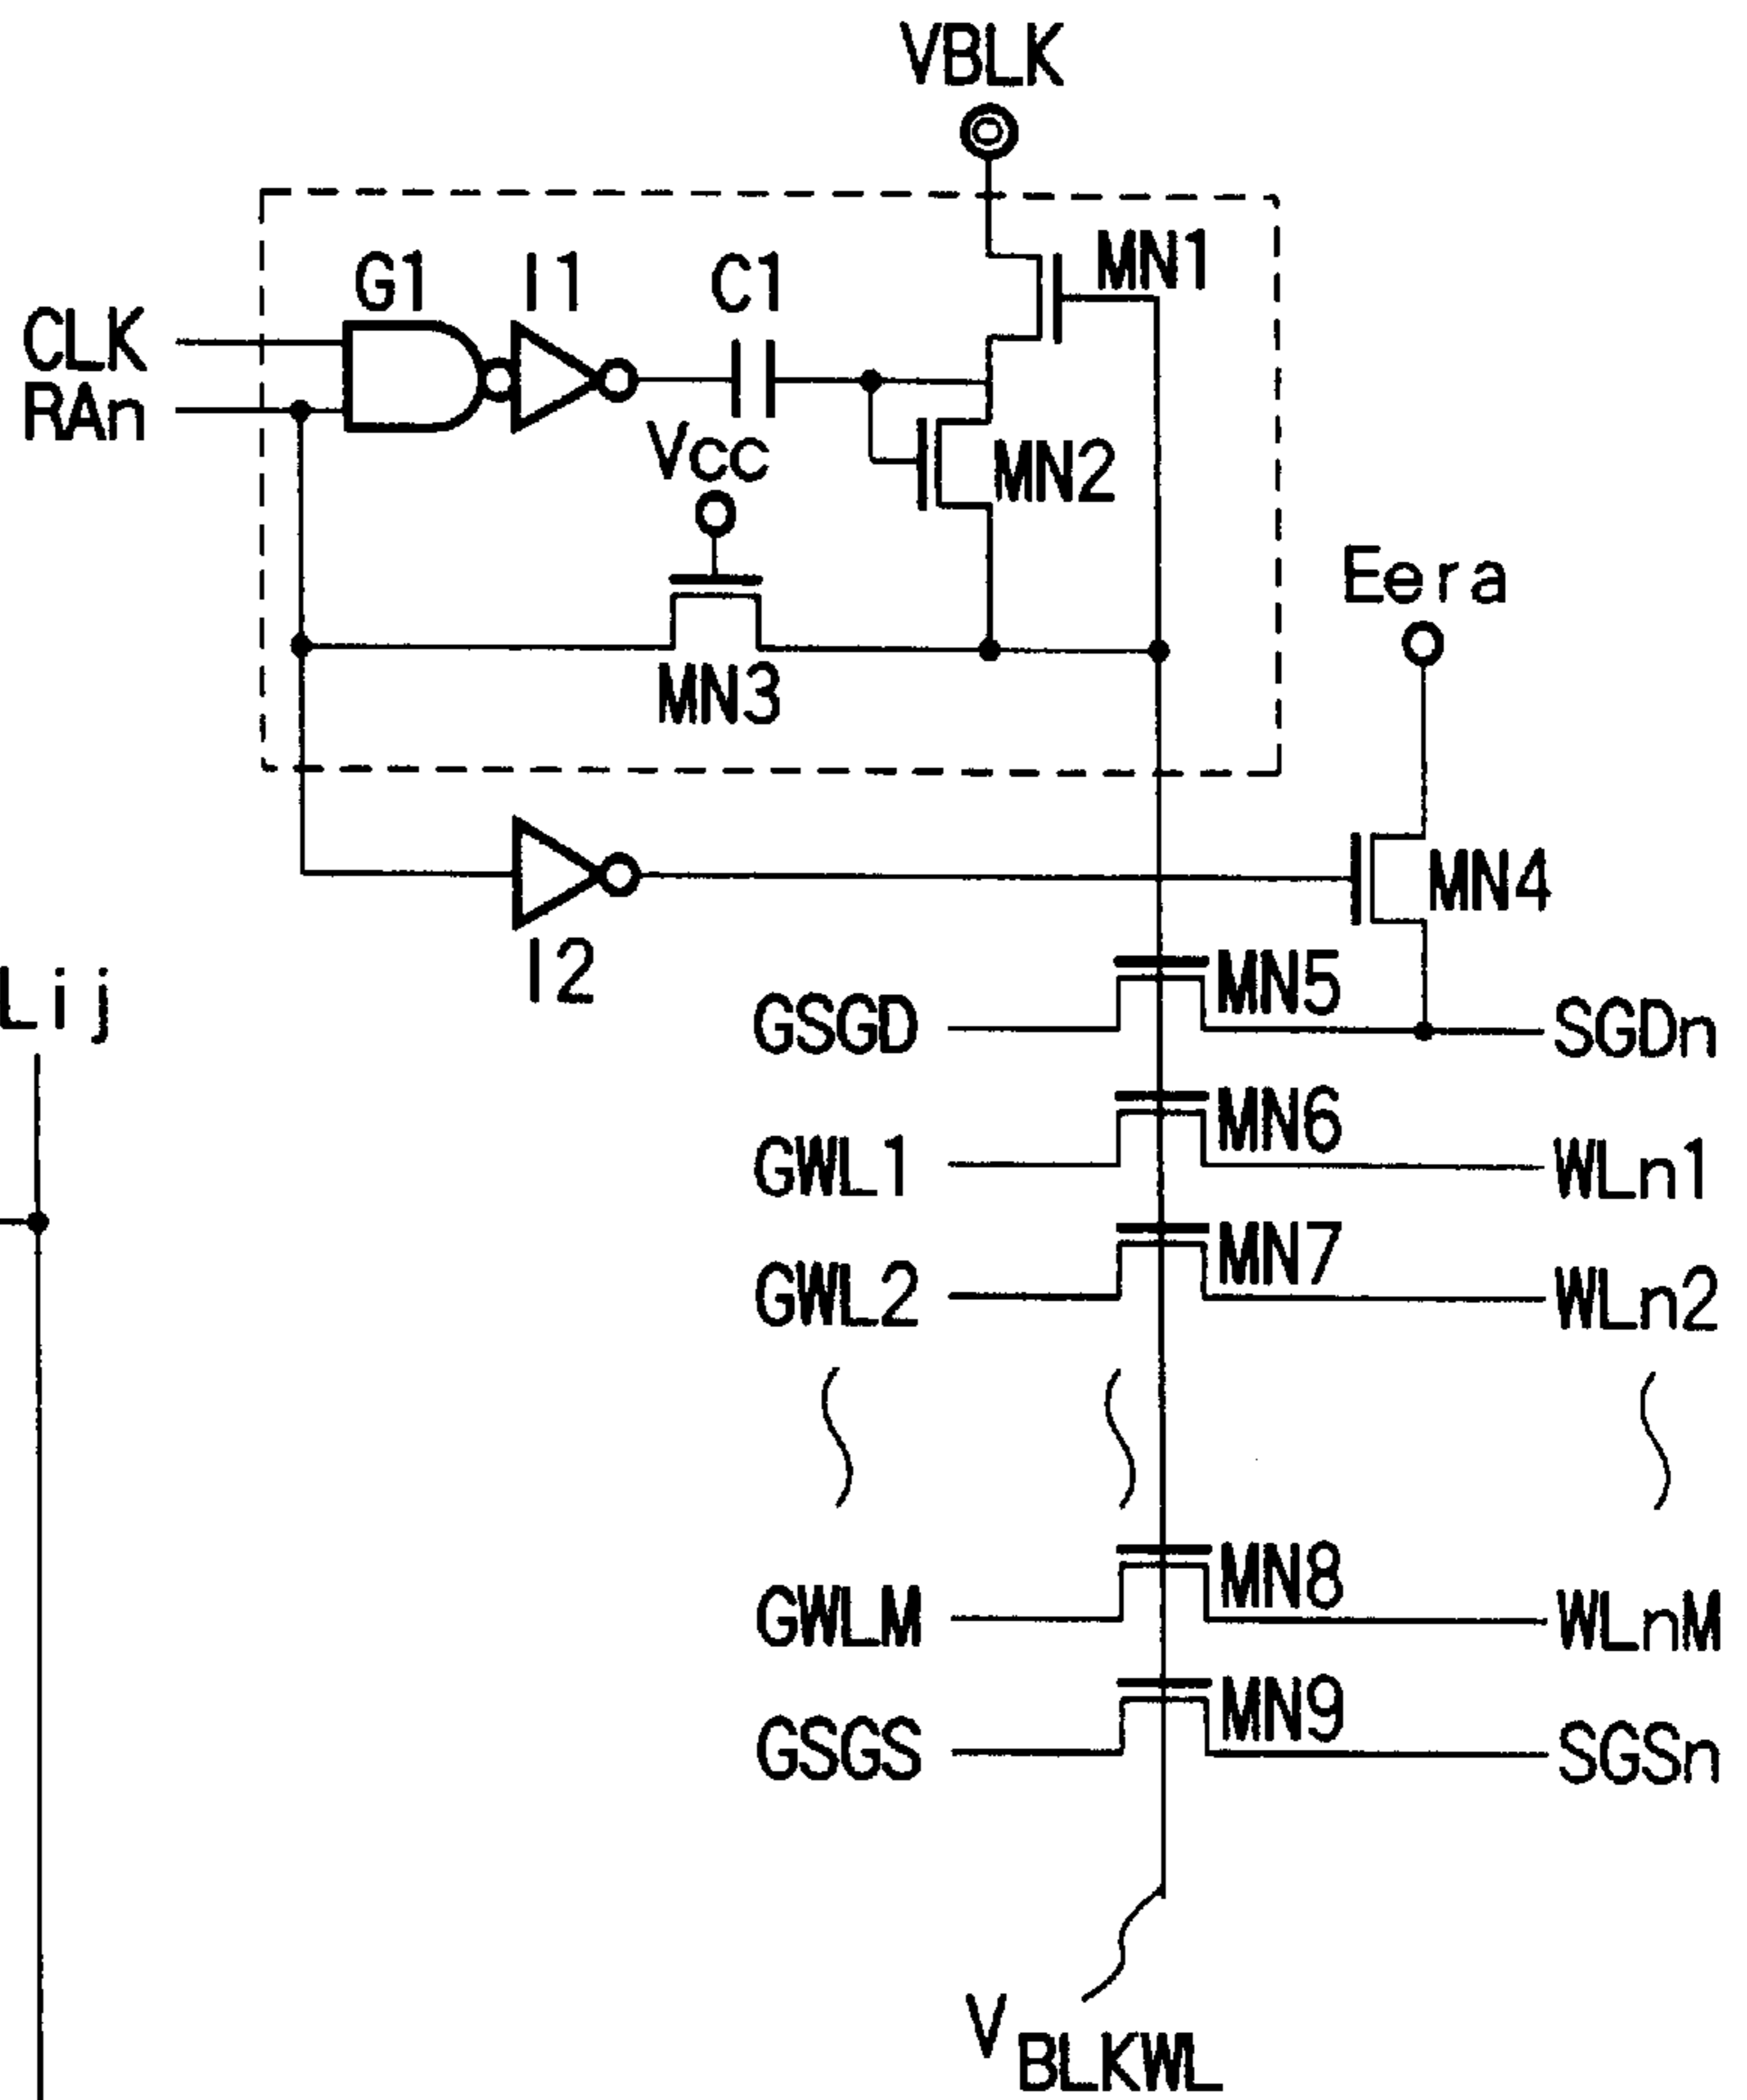 VBLK
G1 I1 C1 MN1
CLK
RAn
Vcc MN2
MN3
Eera
MN4
I2
Lij
GSGD MN5 SGDn
GWL1 MN6 WLn1
GWL2 MN7 WLn2
GWLM MN8 WLnM
GSGS MN9 SGSn
VBLKWL